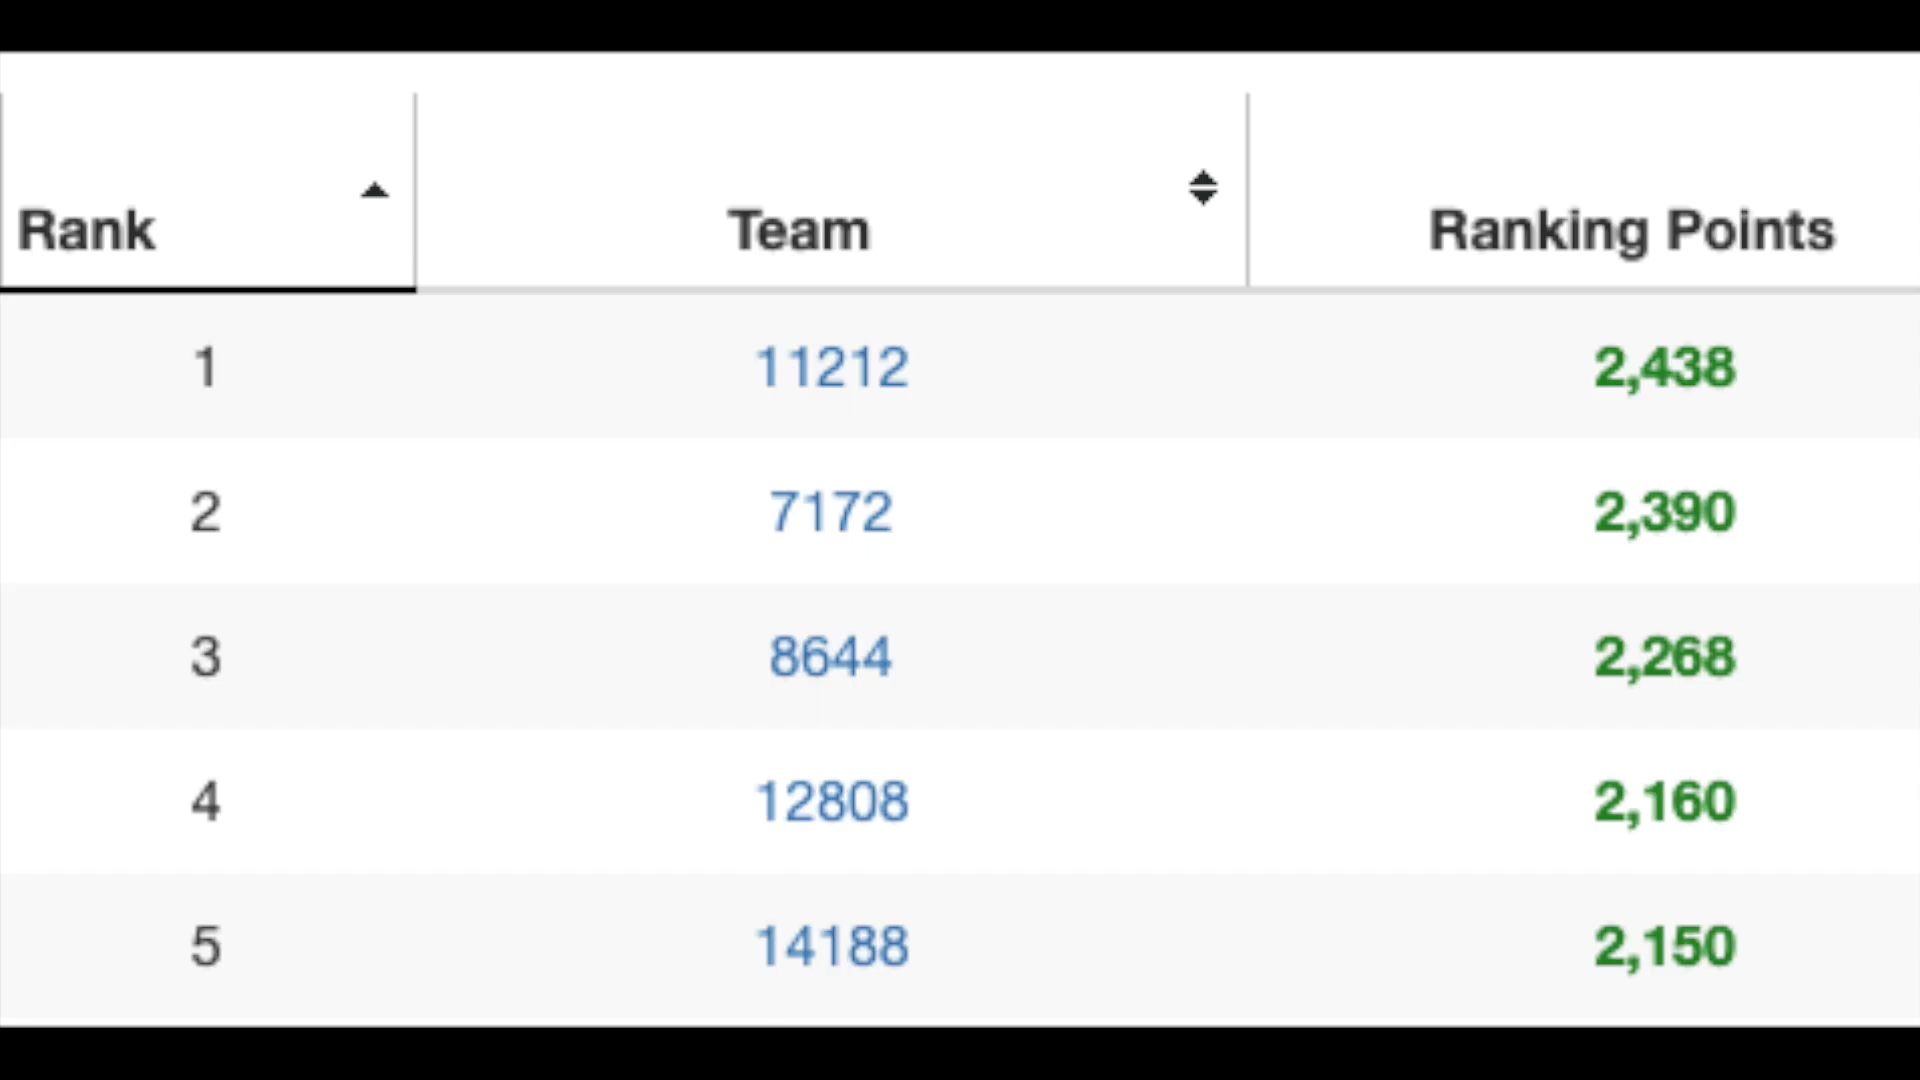 Rank Team Ranking Points
1 11212 2,438
2 7172 2,390
3 8644 2,268
4 12808 2,160
5 14188 2,150